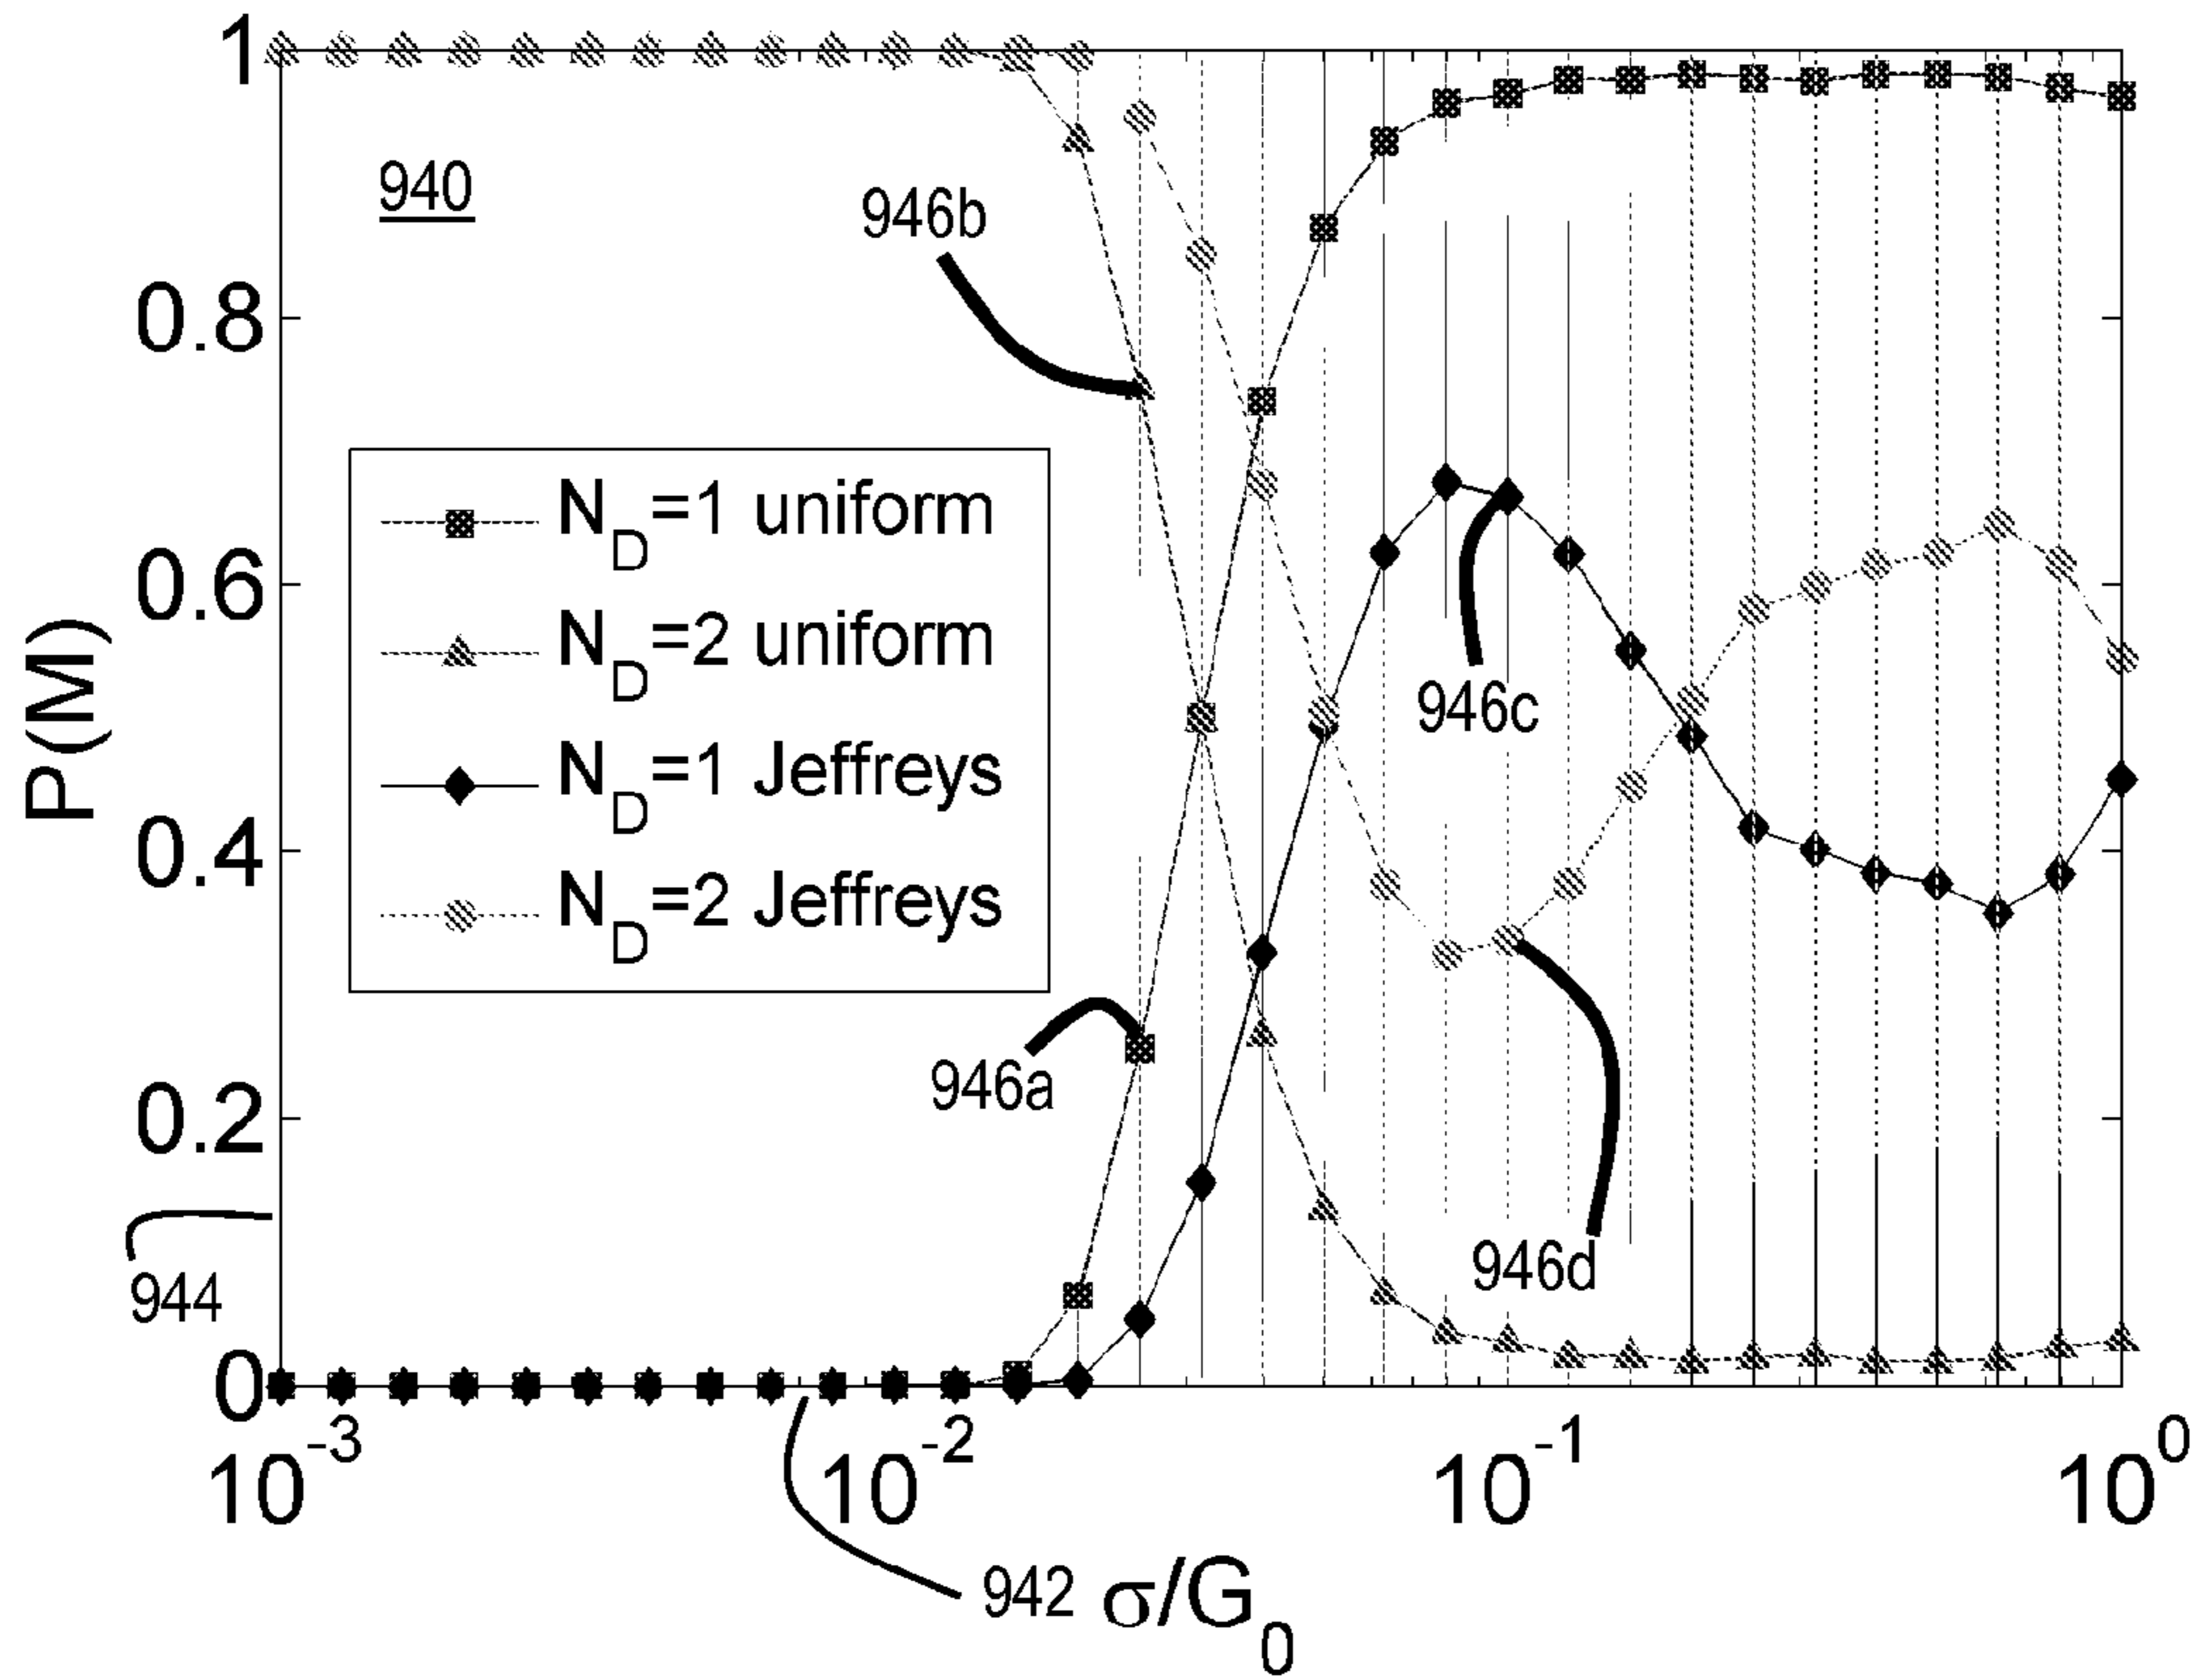 1
940
946b
0.8
N_D=1 uniform
N_D=2 uniform
N_D=1 Jeffreys
N_D=2 Jeffreys
0.6
P(M)
946c
0.4
946a
0.2
946d
944
0
10^-3
10^-2
10^-1
10^0
942 σ/G_0